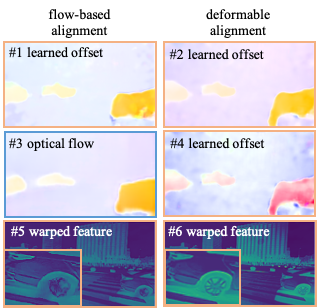 flow-based
alignment
deformable
alignment
#1 learned offset
#2 learned offset
#3 optical flow
#4 learned offset
#5 warped feature
#6 warped feature